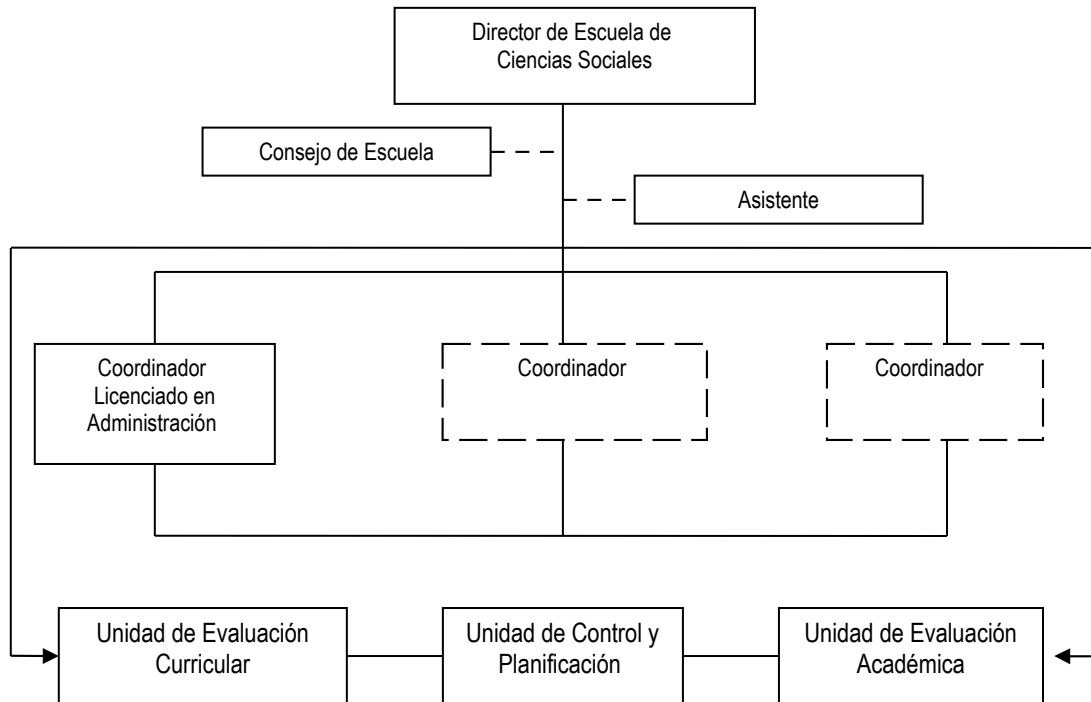 Director de Escuela de
Ciencias Sociales
Consejo de Escuela
Asistente
Coordinador
Licenciado en
Administración
Coordinador
Coordinador
Unidad de Evaluación
Curricular
Unidad de Control y
Planificación
Unidad de Evaluación
Académica